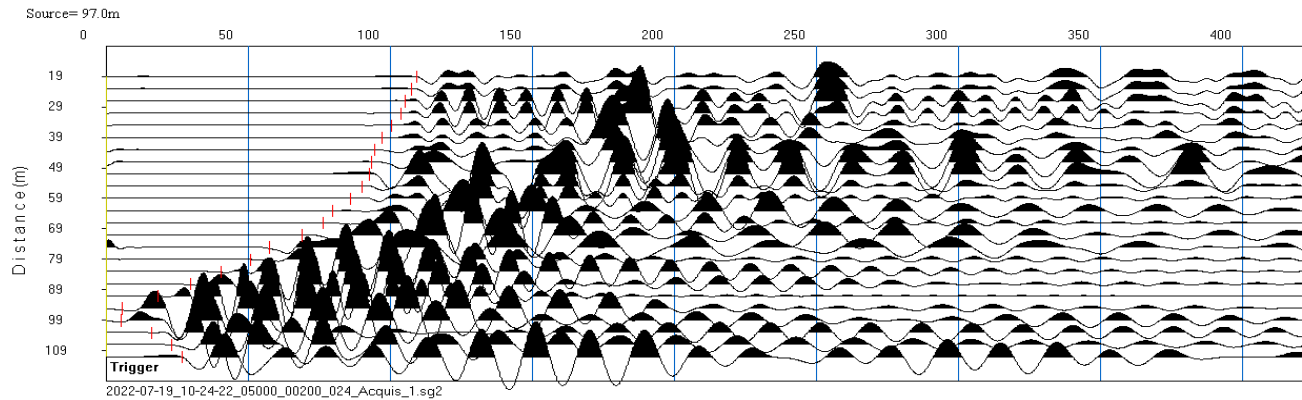 Source= 97.0m
0 50 100 150 200 250 300 350 400
19
29
39
49
59
69
79
89
99
109
Distance (m)
Trigger
2022-07-19_10-24-22_05000_00200_024_Acquis_1.sg2